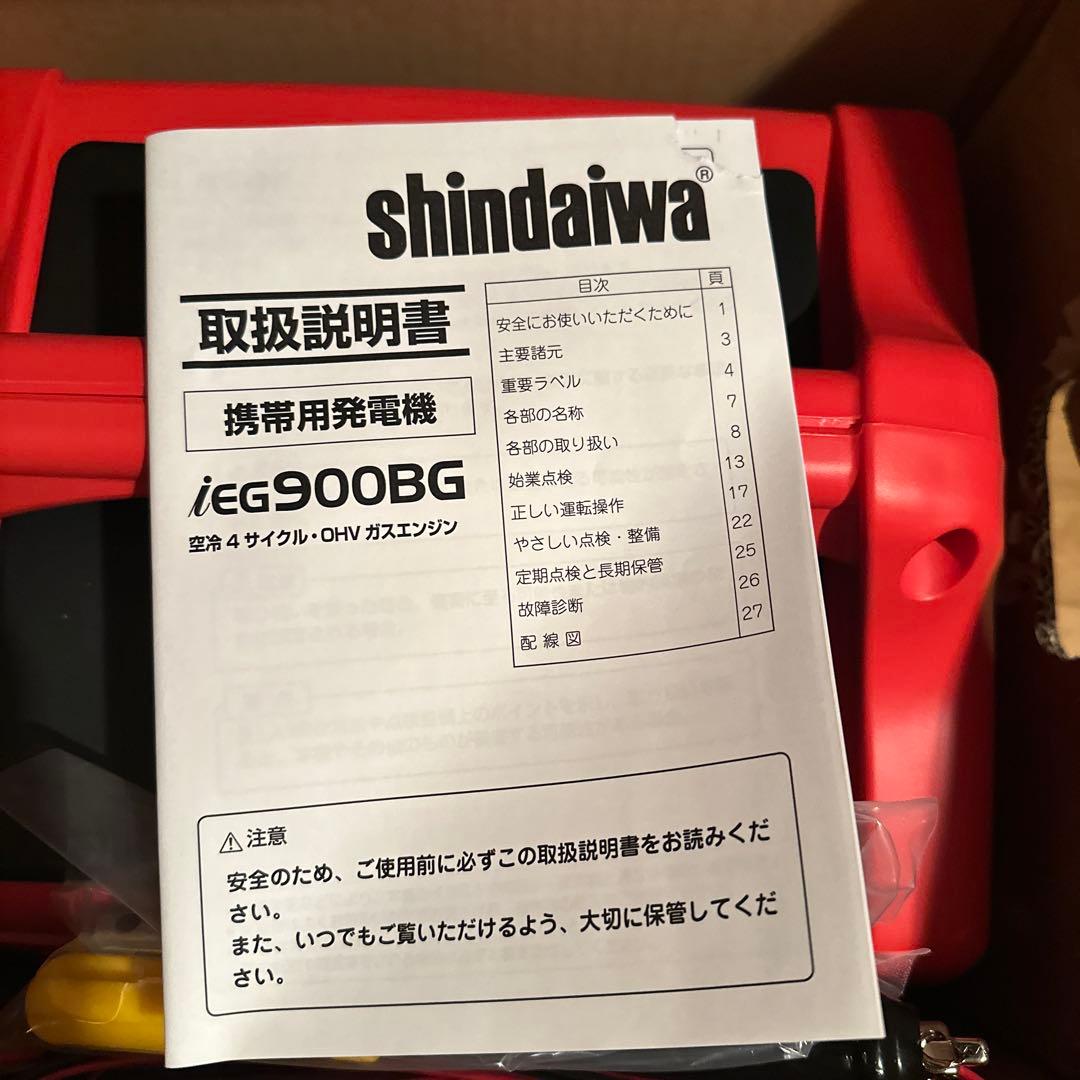 shindaiwa®
取扱説明書
携帯用発電機
iEG900BG
空冷4サイクル・OHVガスエンジン
目次 頁
安全にお使いいただくために 1
主要諸元 3
重要ラベル 4
各部の名称 7
各部の取り扱い 8
始業点検 13
正しい運転操作 17
やさしい点検・整備 22
定期点検と長期保管 25
故障診断 26
配線図 27
⚠注意
安全のため、ご使用前に必ずこの取扱説明書をお読みくだ
さい。
また、いつでもご覧いただけるよう、大切に保管してくだ
さい。